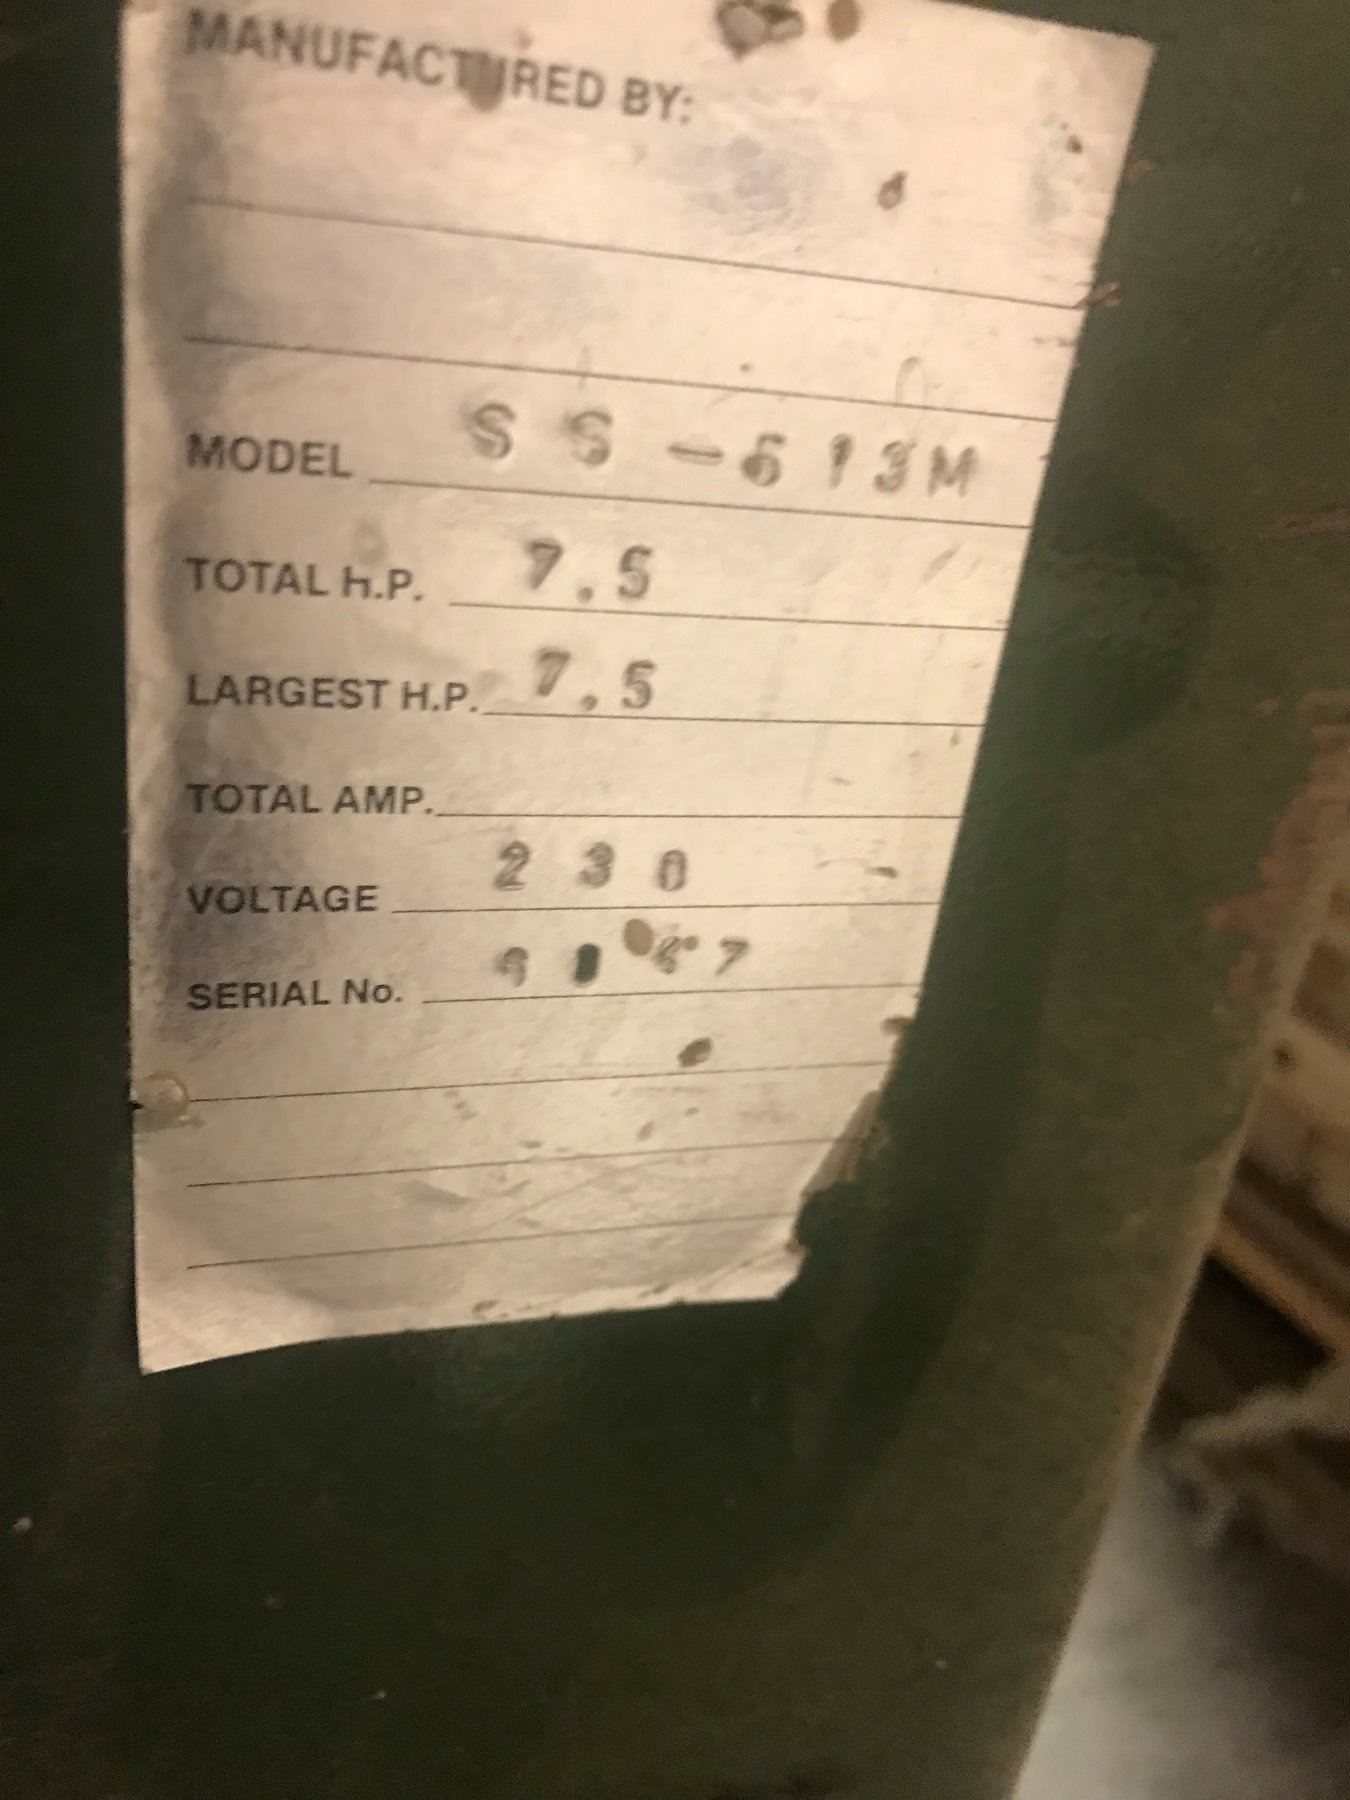 MANUFACTURED BY:
MODEL SS-613M
TOTAL H.P. 7.5
LARGEST H.P. 7.5
TOTAL AMP.
VOLTAGE 230
SERIAL No.